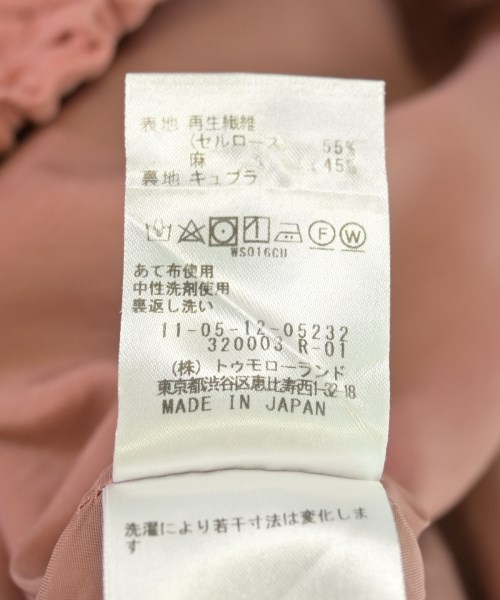 表地 再生繊維
(セルロース) 55%
麻 45%
裏地 キュプラ
F W
WS016CU
あて布使用
中性洗剤使用
裏返し洗い
11-05-12-05232
320003 R-01
(株) トゥモローランド
東京都渋谷区恵比寿西1-32-18
MADE IN JAPAN
洗濯により若干寸法は変化しま
す